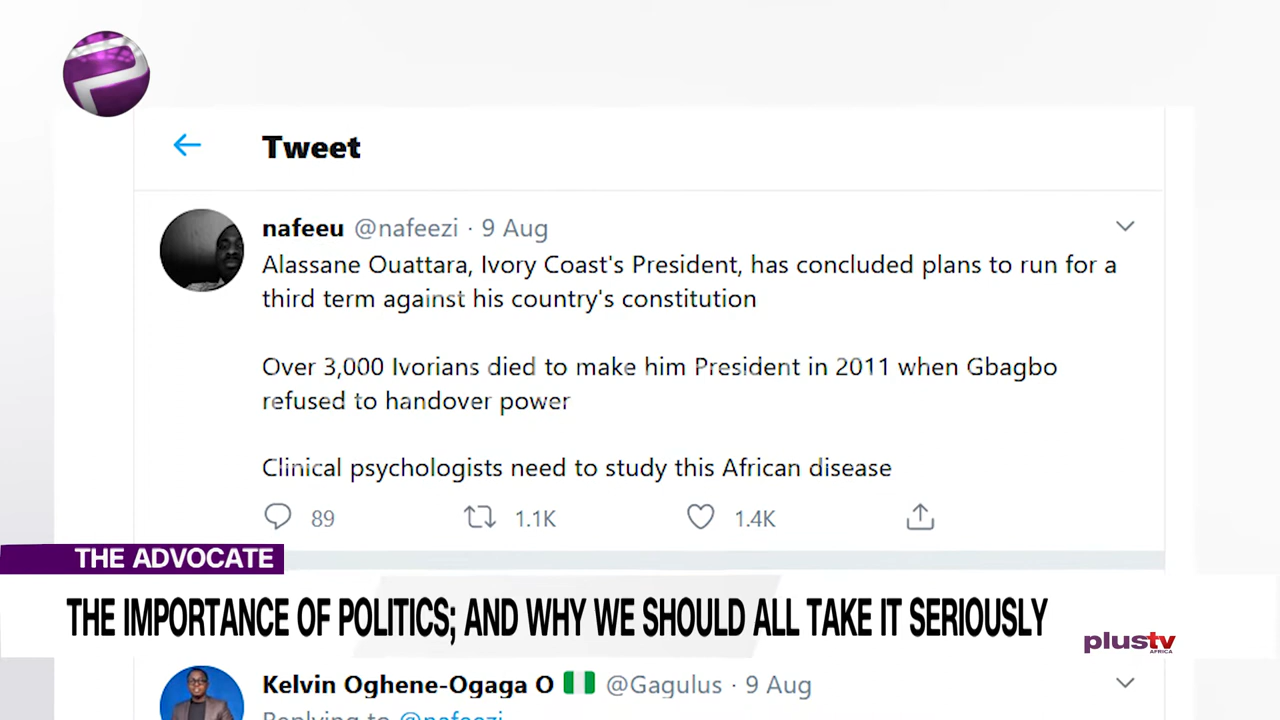 Tweet
nafeeu @nafeezi · 9 Aug
Alassane Ouattara, Ivory Coast's President, has concluded plans to run for a
third term against his country's constitution
Over 3,000 Ivorians died to make him President in 2011 when Gbagbo
refused to handover power
Clinical psychologists need to study this African disease
89 1.1K 1.4K
THE ADVOCATE
THE IMPORTANCE OF POLITICS; AND WHY WE SHOULD ALL TAKE IT SERIOUSLY
plustv
AFRICA
Kelvin Oghene-Ogaga O @Gagulus · 9 Aug
Replying to @nafeezi